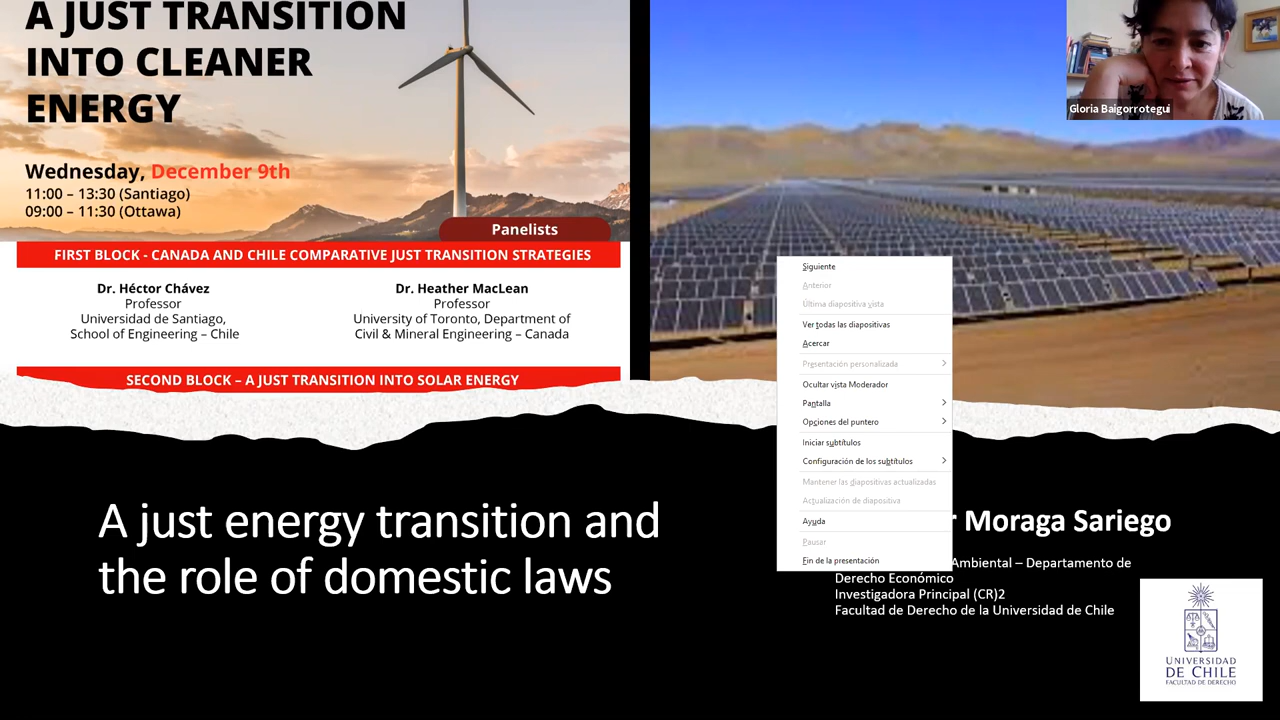 A JUST TRANSITION
INTO CLEANER
ENERGY
Wednesday, December 9th
11:00 – 13:30 (Santiago)
09:00 – 11:30 (Ottawa)
Panelists
FIRST BLOCK - CANADA AND CHILE COMPARATIVE JUST TRANSITION STRATEGIES
Dr. Héctor Chávez
Professor
Universidad de Santiago,
School of Engineering – Chile
Dr. Heather MacLean
Professor
University of Toronto, Department of
Civil & Mineral Engineering – Canada
SECOND BLOCK – A JUST TRANSITION INTO SOLAR ENERGY
Gloria Baigorrotegui
Siguiente
Anterior
Última diapositiva vista
Ver todas las diapositivas
Acercar
Presentación personalizada
Ocultar vista Moderador
Pantalla
Opciones del puntero
Iniciar subtítulos
Configuración de los subtítulos
Mantener las diapositivas actualizadas
Actualización de diapositiva
Ayuda
Pausar
Fin de la presentación
A just energy transition and
the role of domestic laws
r Moraga Sariego
Ambiental – Departamento de
Derecho Económico
Investigadora Principal (CR)2
Facultad de Derecho de la Universidad de Chile
UNIVERSIDAD
DE CHILE
FACULTAD DE DERECHO